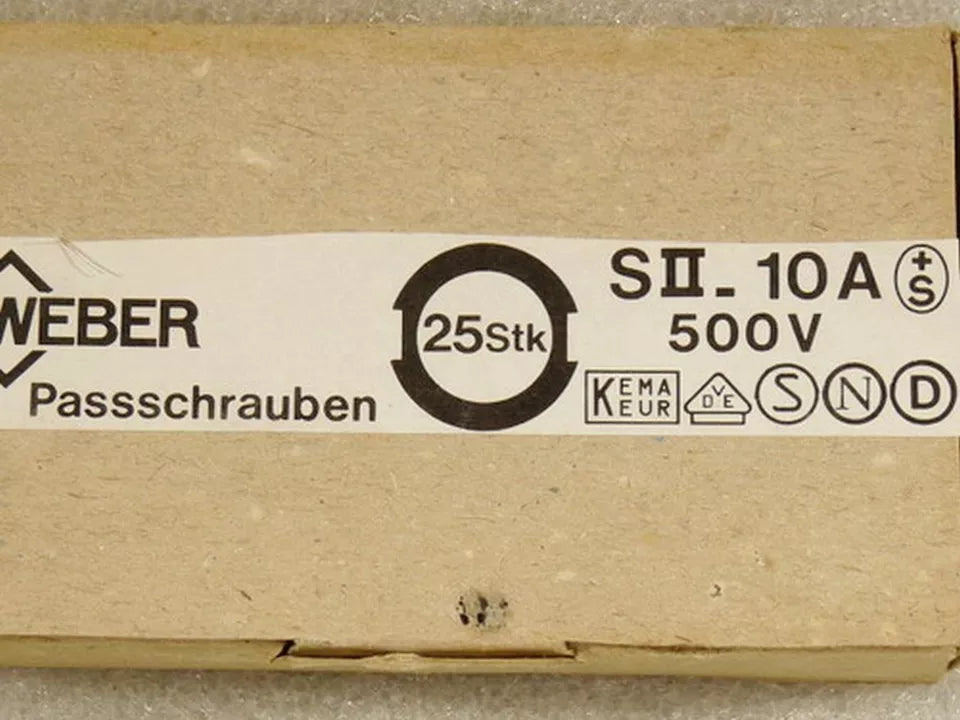 WEBER
Passschrauben
25Stk
SII- 10A +S
500V
KEMA KEUR VDE S N D